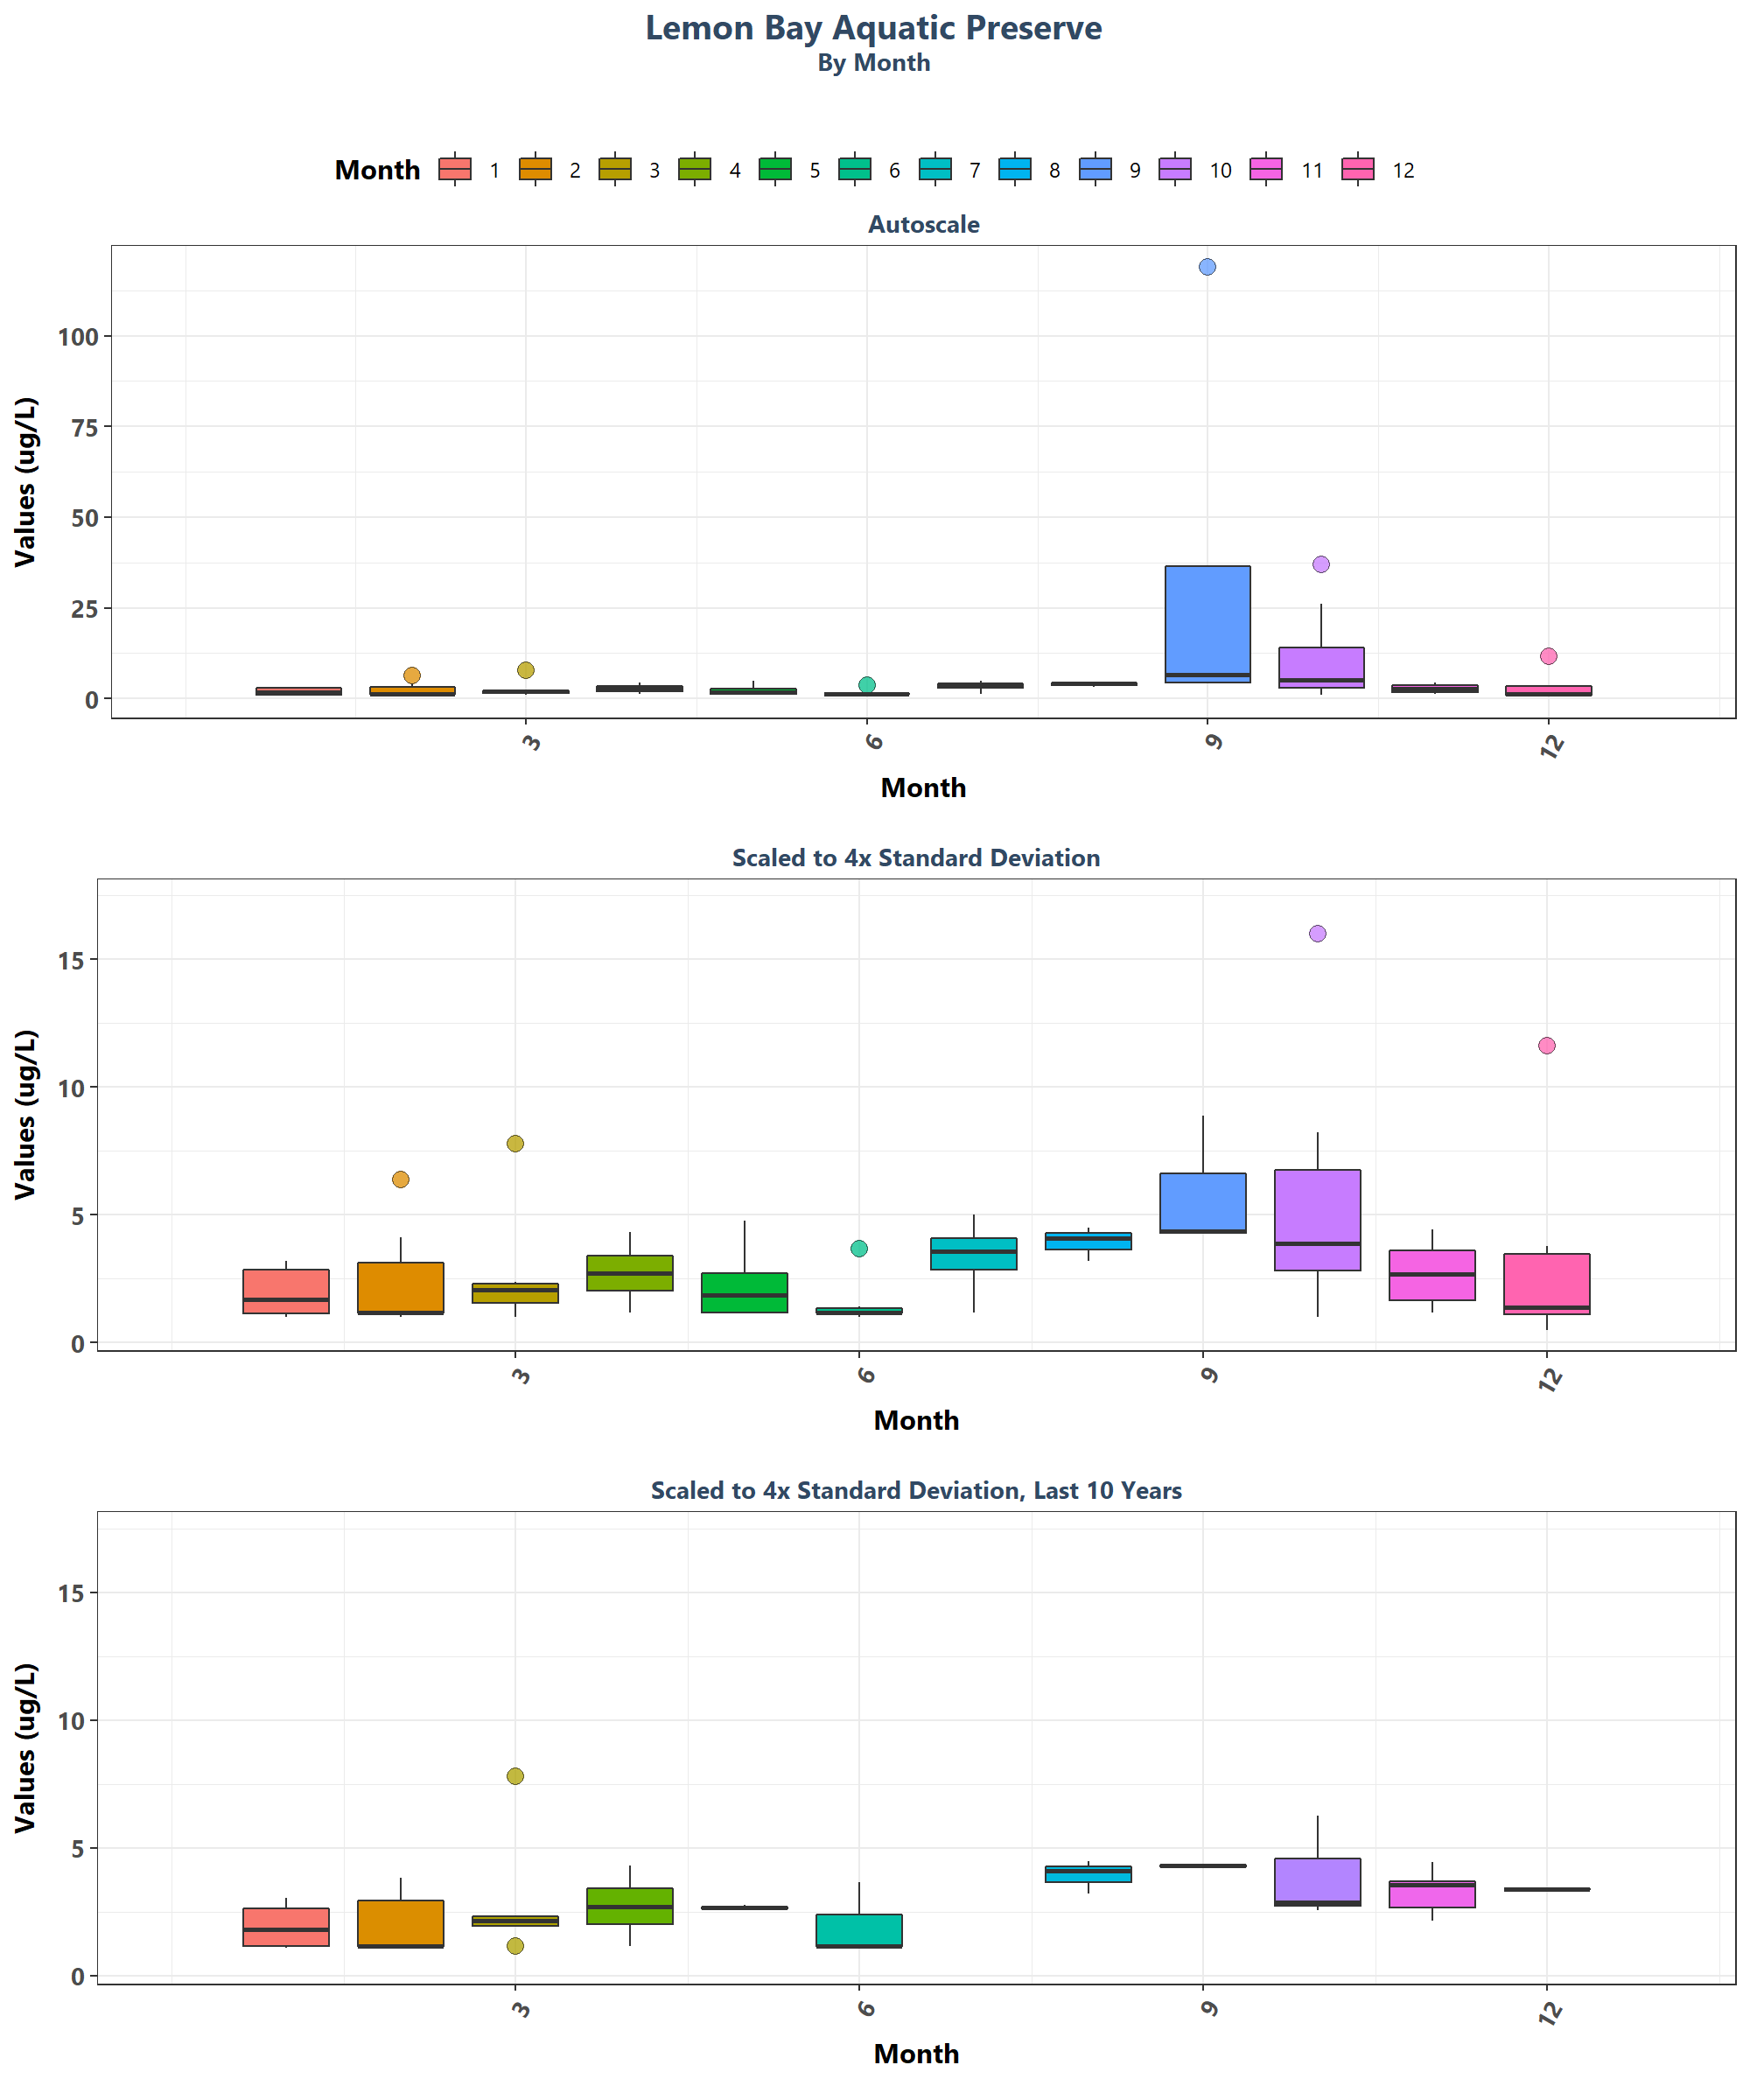 Lemon Bay Aquatic Preserve
By Month
Month 1 2 3 4 5 6 7 8 9 10 11 12
Autoscale
Values (ug/L)
100
75
50
25
0
3 6 9 12
Month
Scaled to 4x Standard Deviation
Values (ug/L)
15
10
5
0
3 6 9 12
Month
Scaled to 4x Standard Deviation, Last 10 Years
Values (ug/L)
15
10
5
0
3 6 9 12
Month